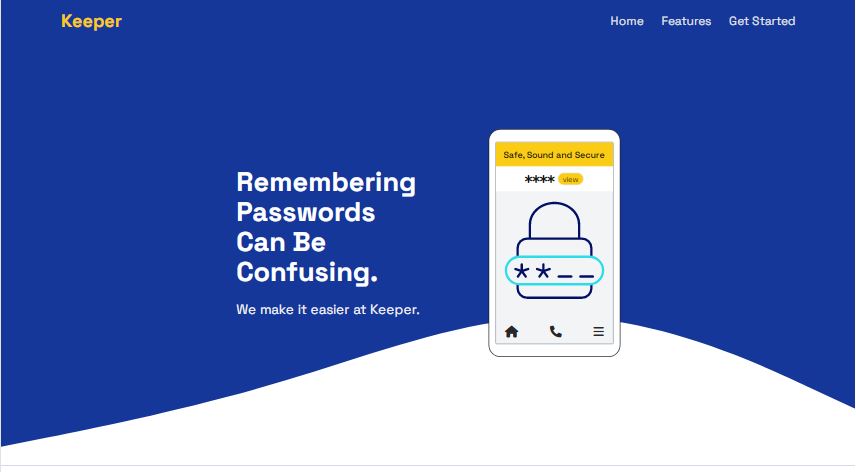 Keeper
Home Features Get Started
Safe, Sound and Secure
**** view
Remembering
Passwords
Can Be
Confusing.
**__
We make it easier at Keeper.